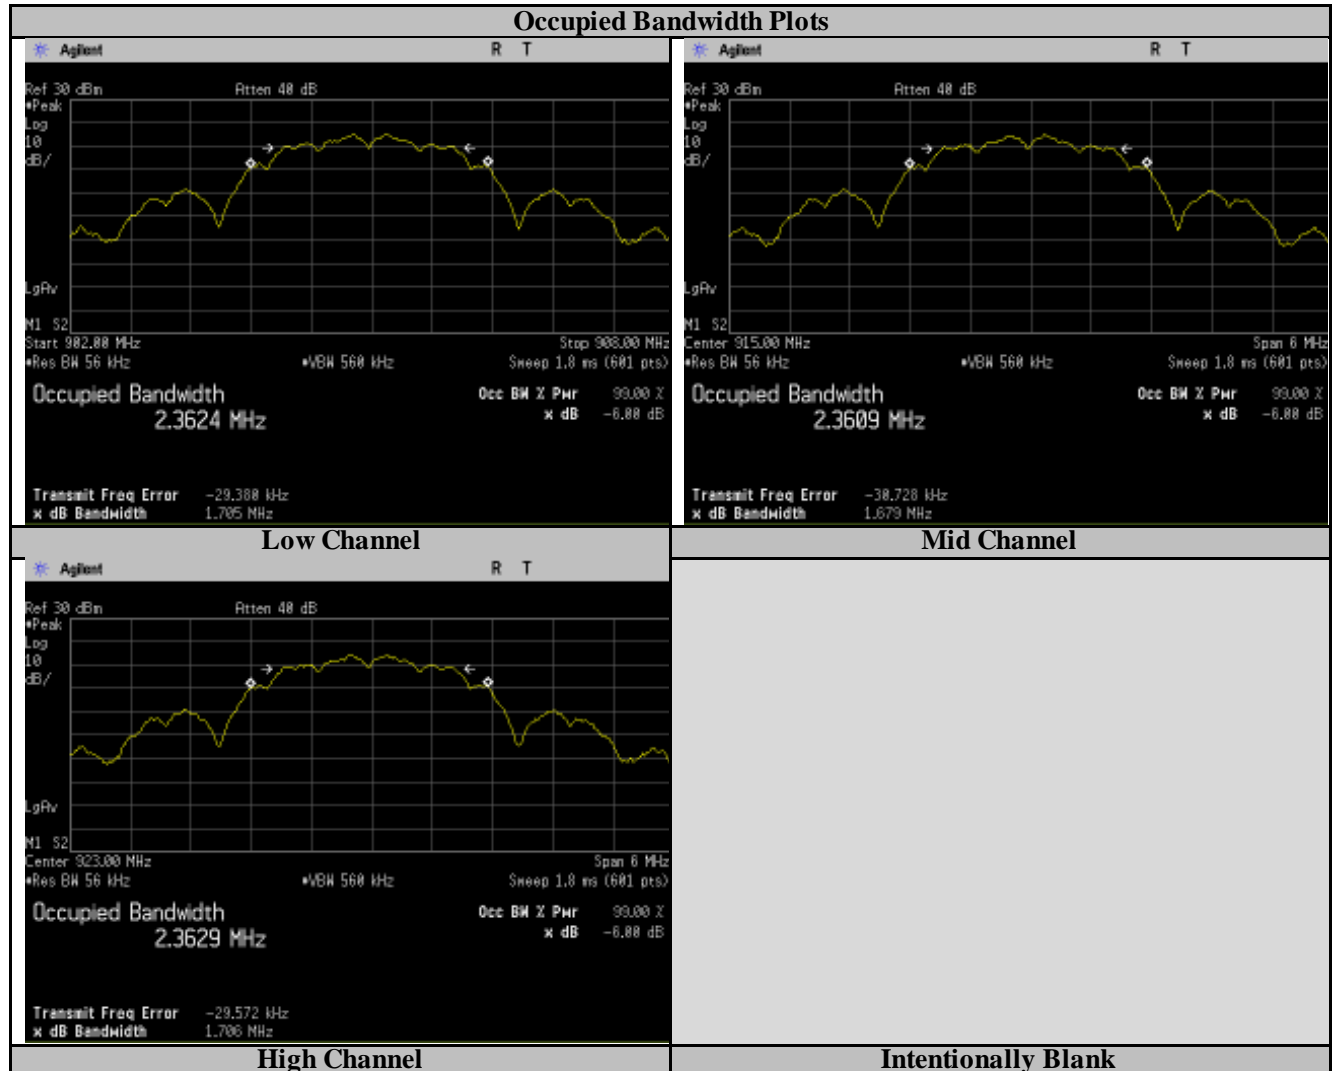 Occupied Bandwidth Plots
Agilent R T
Ref 30 dBm Atten 40 dB
Peak
Log
10
dB/
LgAv
M1 S2
Start 902.00 MHz Stop 908.00 MHz
Res BW 56 kHz VBW 560 kHz Sweep 1.8 ms (601 pts)
Occupied Bandwidth Occ BW % Pwr 99.00 %
2.3624 MHz x dB -6.00 dB
Transmit Freq Error -29.380 kHz
x dB Bandwidth 1.705 MHz
Low Channel
Agilent R T
Ref 30 dBm Atten 40 dB
Peak
Log
10
dB/
LgAv
M1 S2
Center 915.00 MHz Span 6 MHz
Res BW 56 kHz VBW 560 kHz Sweep 1.8 ms (601 pts)
Occupied Bandwidth Occ BW % Pwr 99.00 %
2.3609 MHz x dB -6.00 dB
Transmit Freq Error -30.728 kHz
x dB Bandwidth 1.679 MHz
Mid Channel
Agilent R T
Ref 30 dBm Atten 40 dB
Peak
Log
10
dB/
LgAv
M1 S2
Center 923.00 MHz Span 6 MHz
Res BW 56 kHz VBW 560 kHz Sweep 1.8 ms (601 pts)
Occupied Bandwidth Occ BW % Pwr 99.00 %
2.3629 MHz x dB -6.00 dB
Transmit Freq Error -29.572 kHz
x dB Bandwidth 1.706 MHz
High Channel
Intentionally Blank